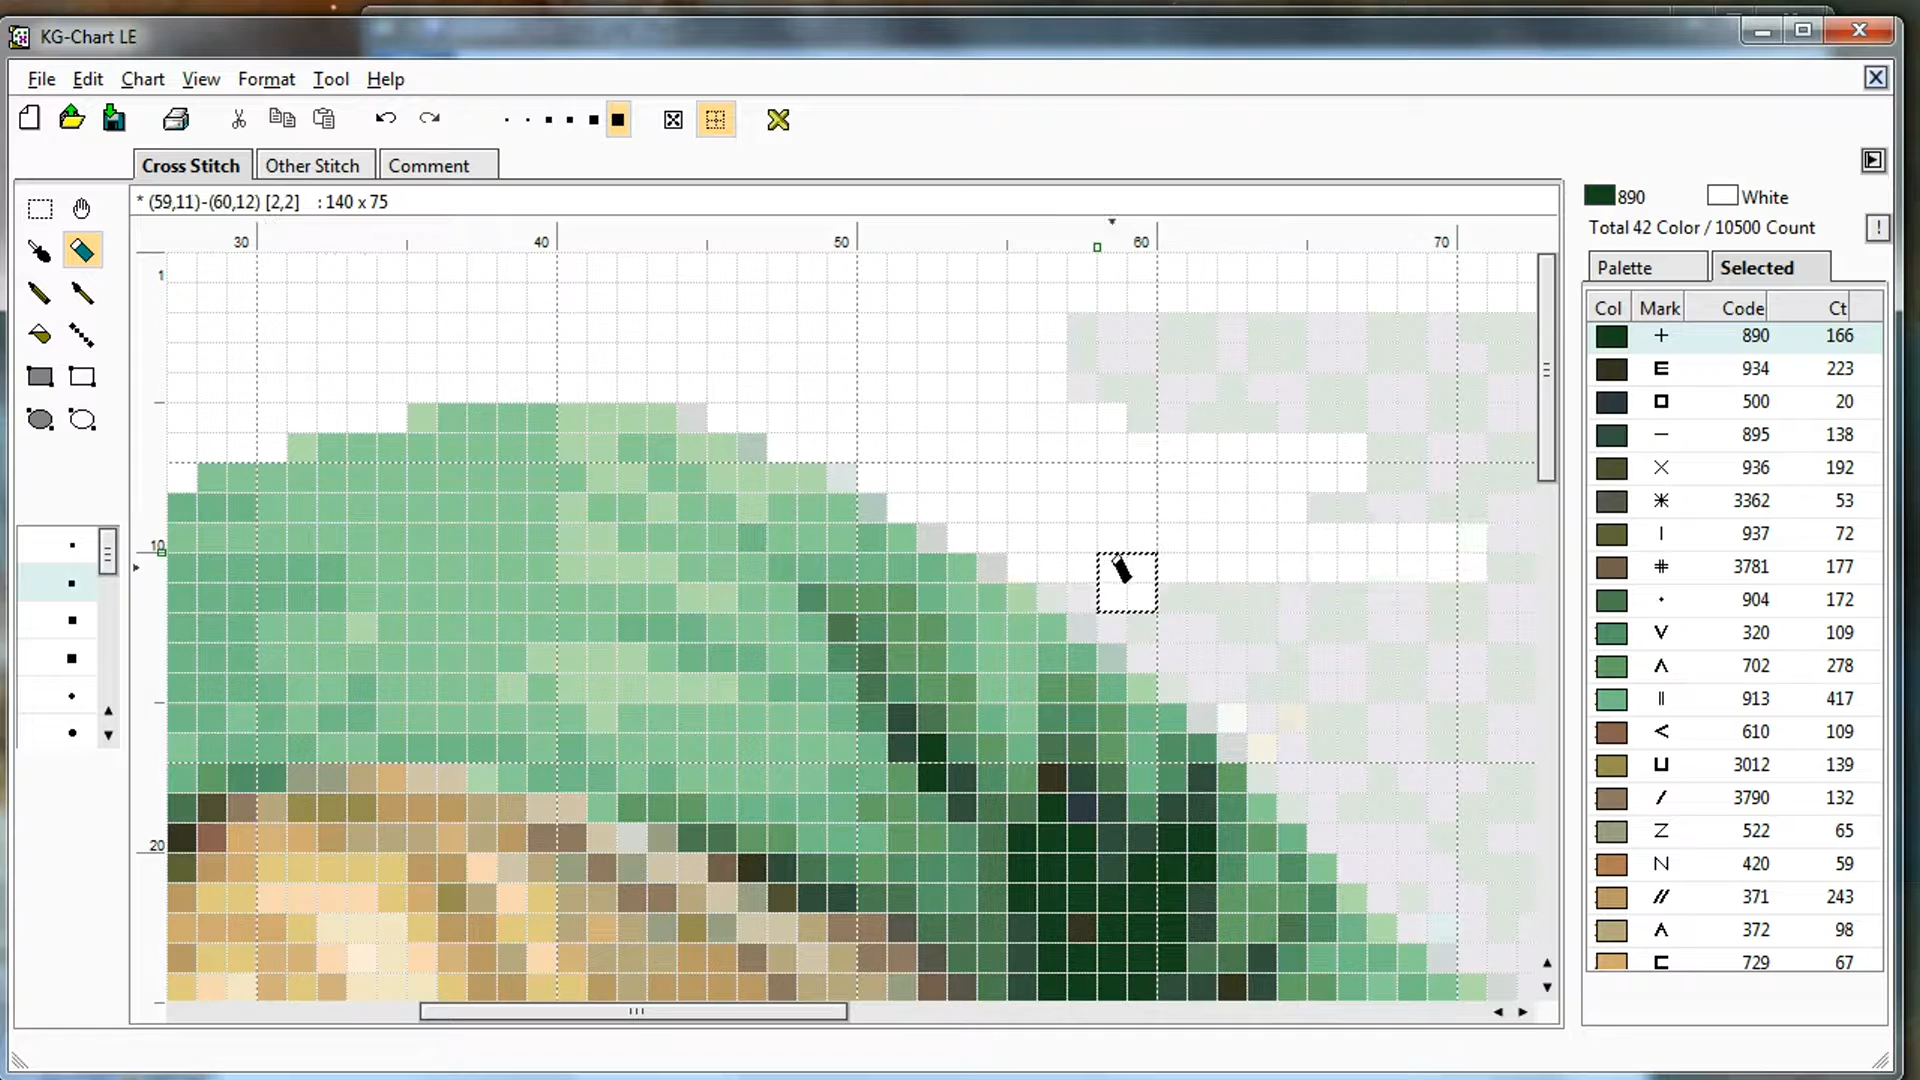 KG-Chart LE
File Edit Chart View Format Tool Help
Cross Stitch Other Stitch Comment
* (59,11)-(60,12) [2,2] : 140 x 75
30 40 50 60 70
1
10
20
890 White
Total 42 Color / 10500 Count !
Palette Selected
Col Mark Code Ct
890 166
934 223
500 20
895 138
936 192
3362 53
937 72
3781 177
904 172
320 109
702 278
913 417
610 109
3012 139
3790 132
522 65
420 59
371 243
372 98
729 67